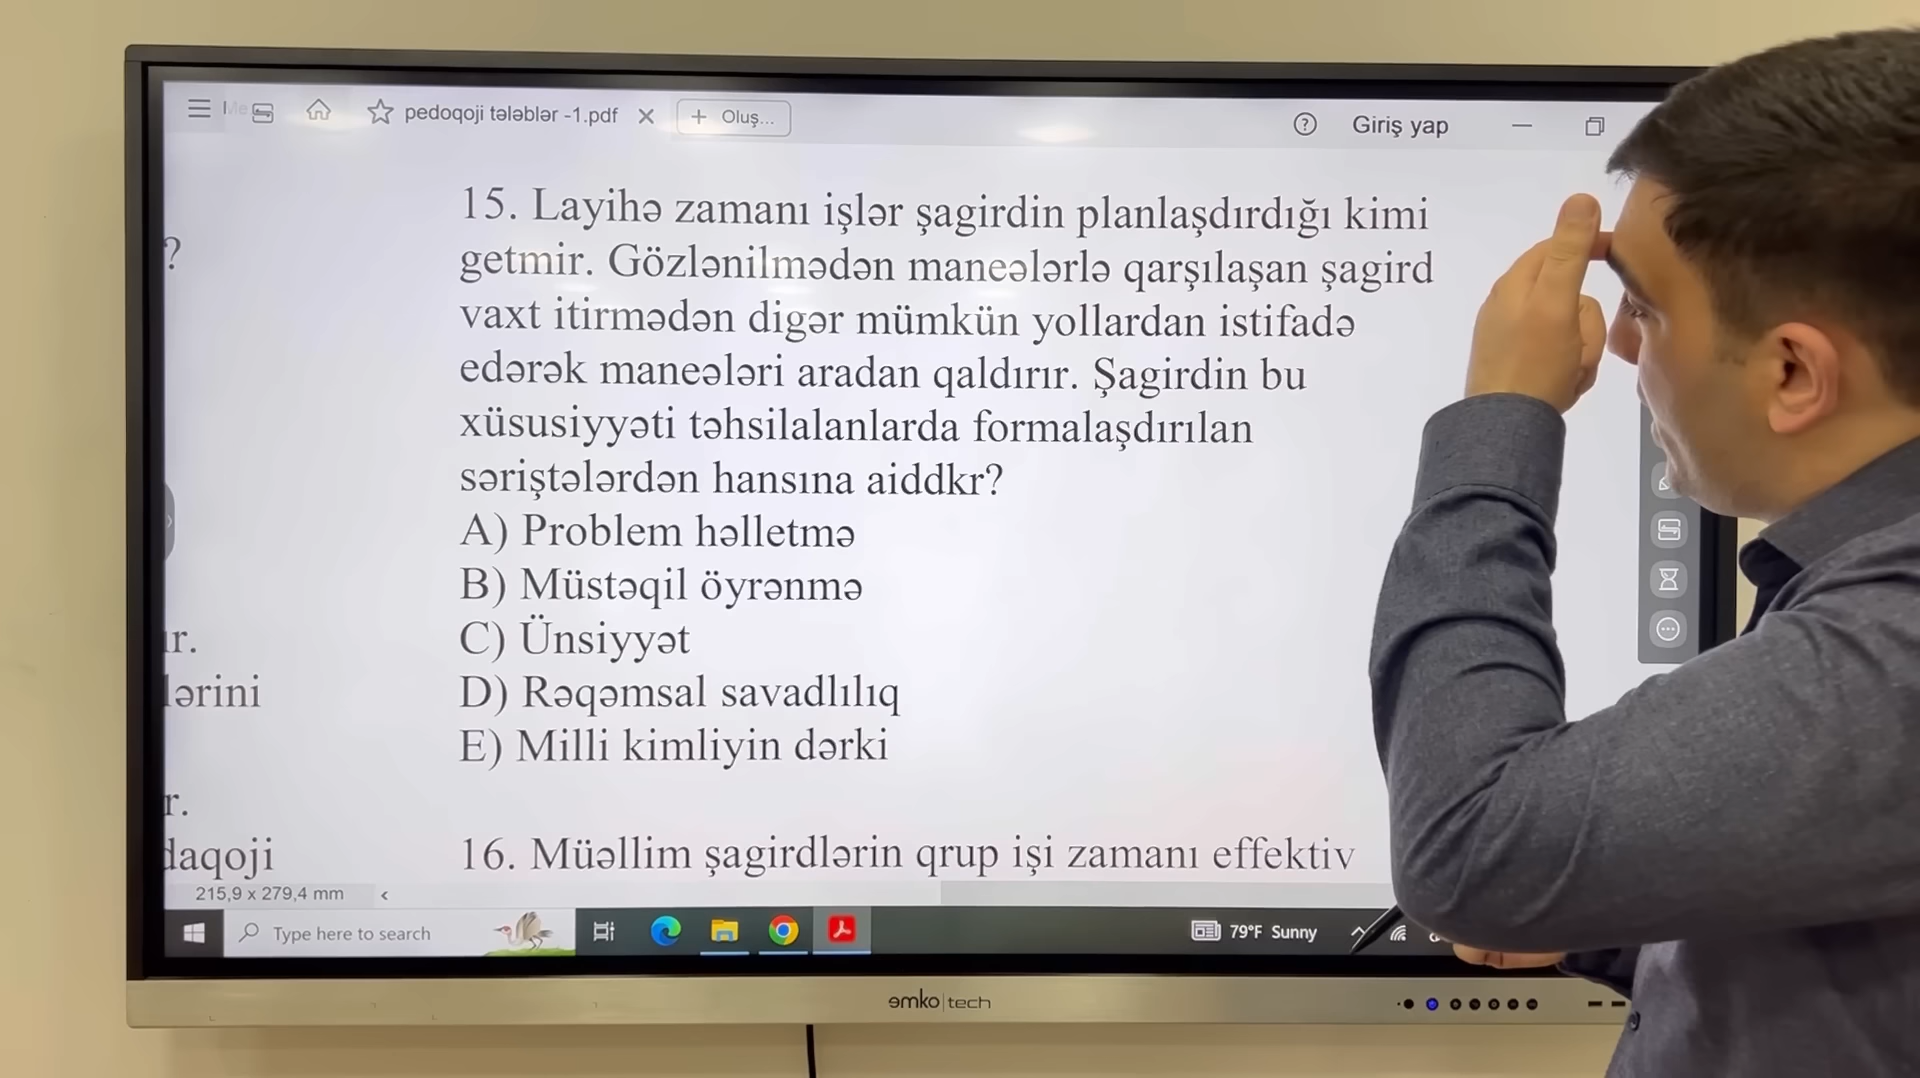 pedoqoji tələblər -1.pdf
+ Oluş...
Giriş yap
?
ır.
lərini
r.
daqoji
15. Layihə zamanı işlər şagirdin planlaşdırdığı kimi
getmir. Gözlənilmədən maneələrlə qarşılaşan şagird
vaxt itirmədən digər mümkün yollardan istifadə
edərək maneələri aradan qaldırır. Şagirdin bu
xüsusiyyəti təhsilalanlarda formalaşdırılan
səriştələrdən hansına aiddkr?
A) Problem həlletmə
B) Müstəqil öyrənmə
C) Ünsiyyət
D) Rəqəmsal savadlılıq
E) Milli kimliyin dərki
16. Müəllim şagirdlərin qrup işi zamanı effektiv
215,9 x 279,4 mm
Type here to search
79°F Sunny
əmko tech